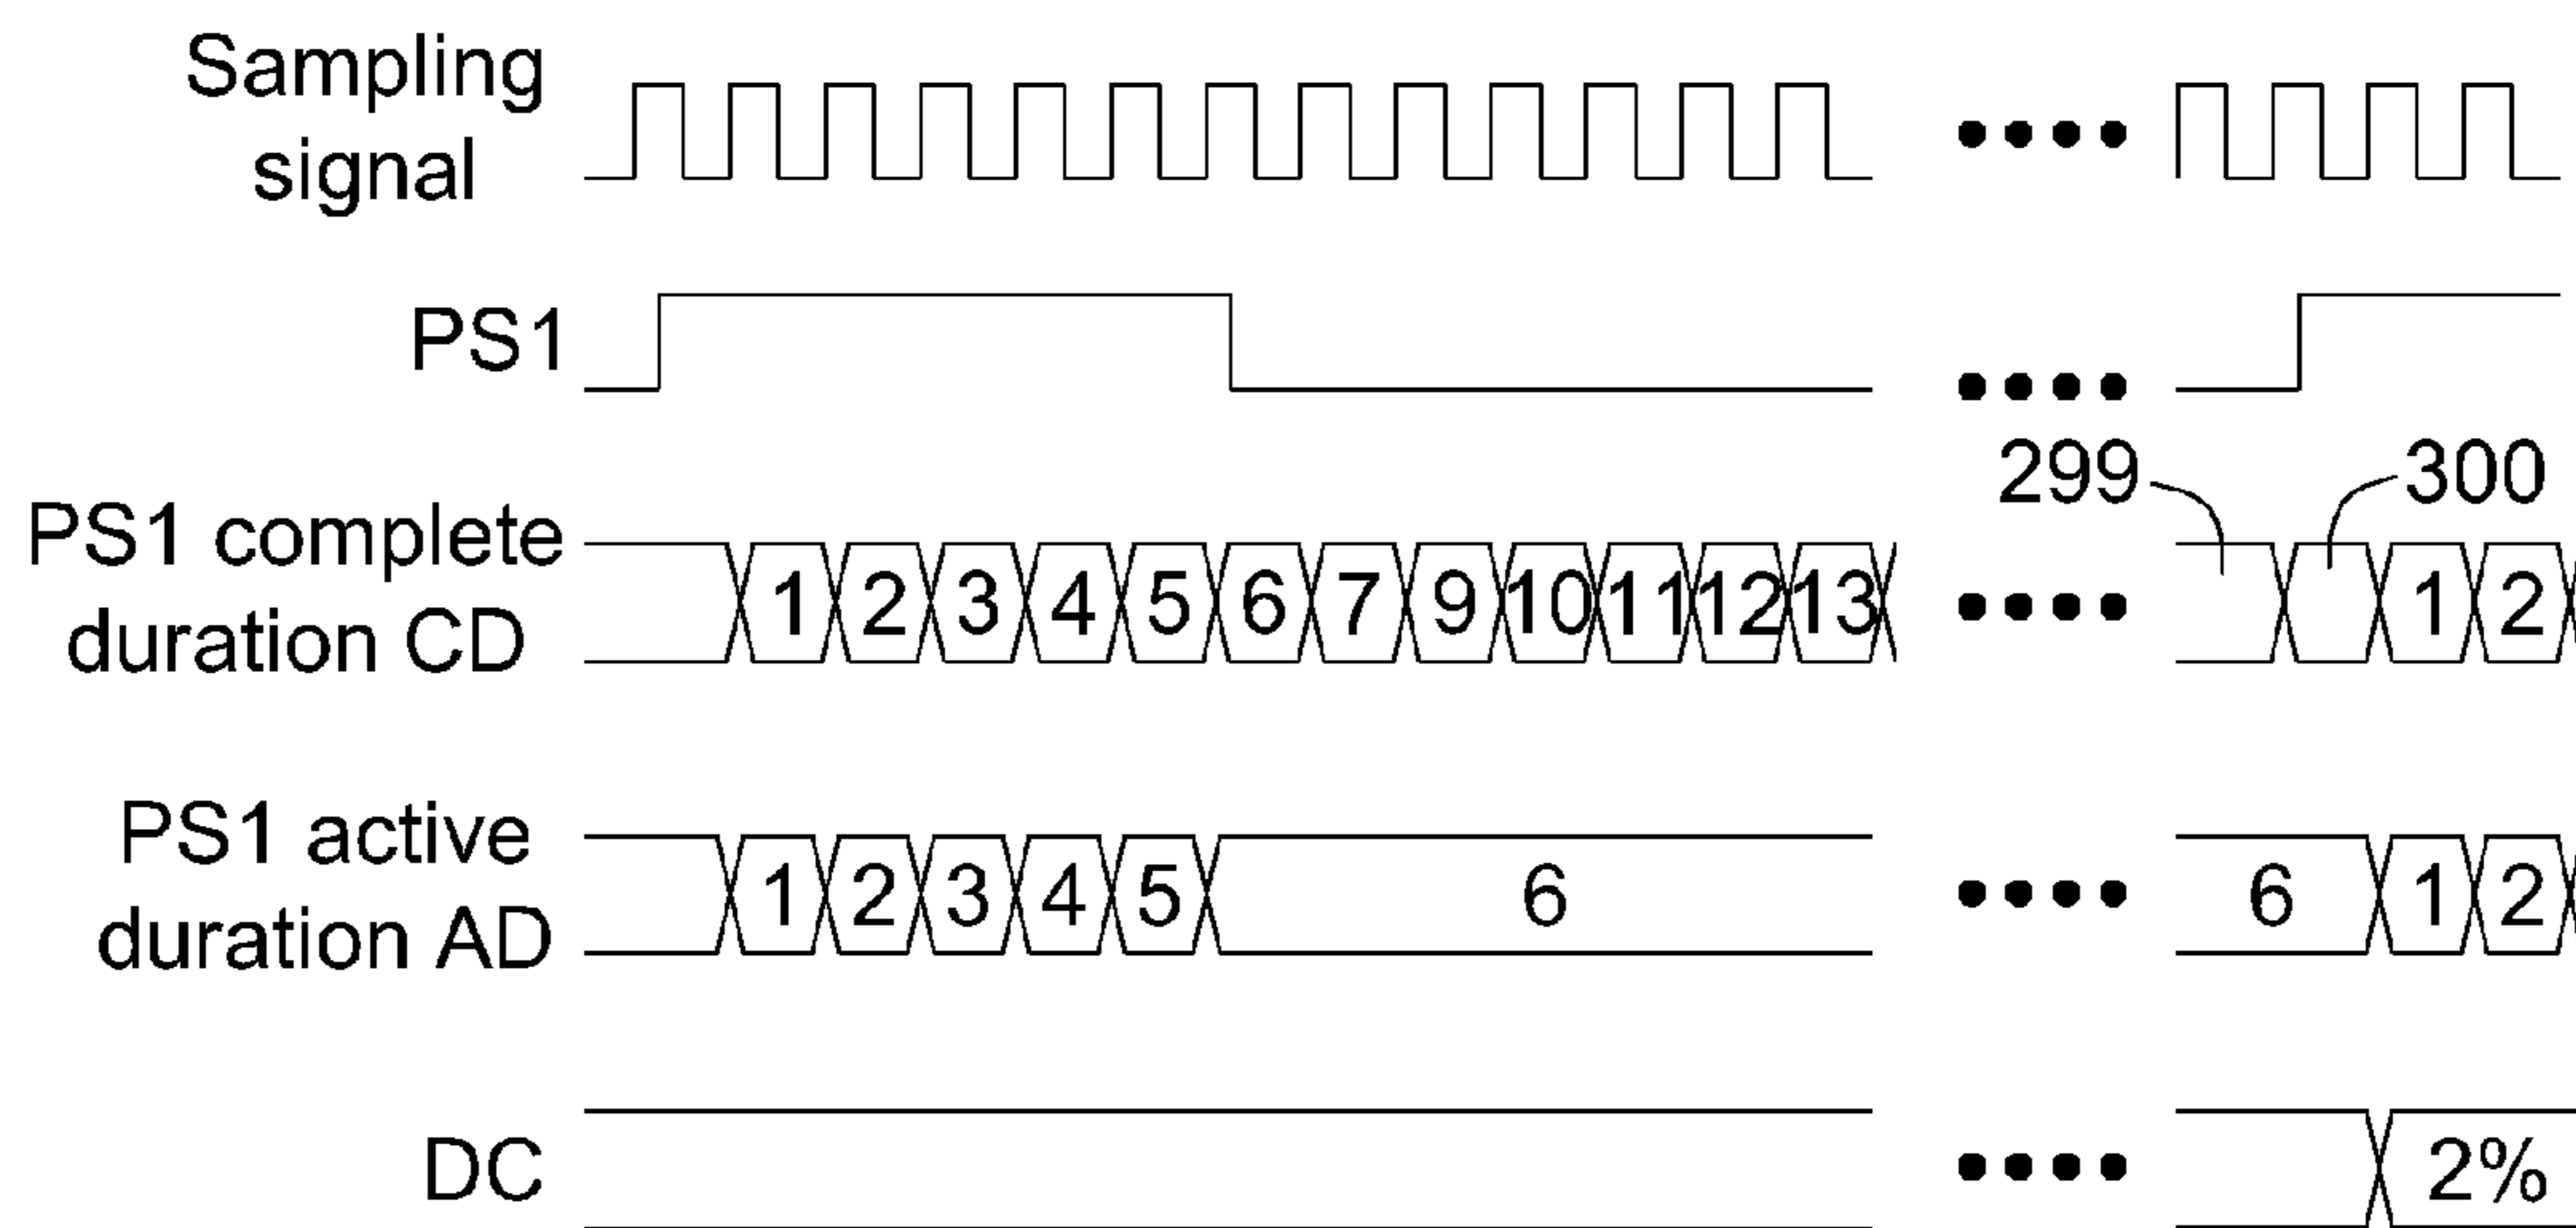 Sampling
signal
PS1
299 300
PS1 complete
duration CD
1 2 3 4 5 6 7 9 10 11 12 13 1 2
PS1 active
duration AD
1 2 3 4 5 6 6 1 2
DC
2%